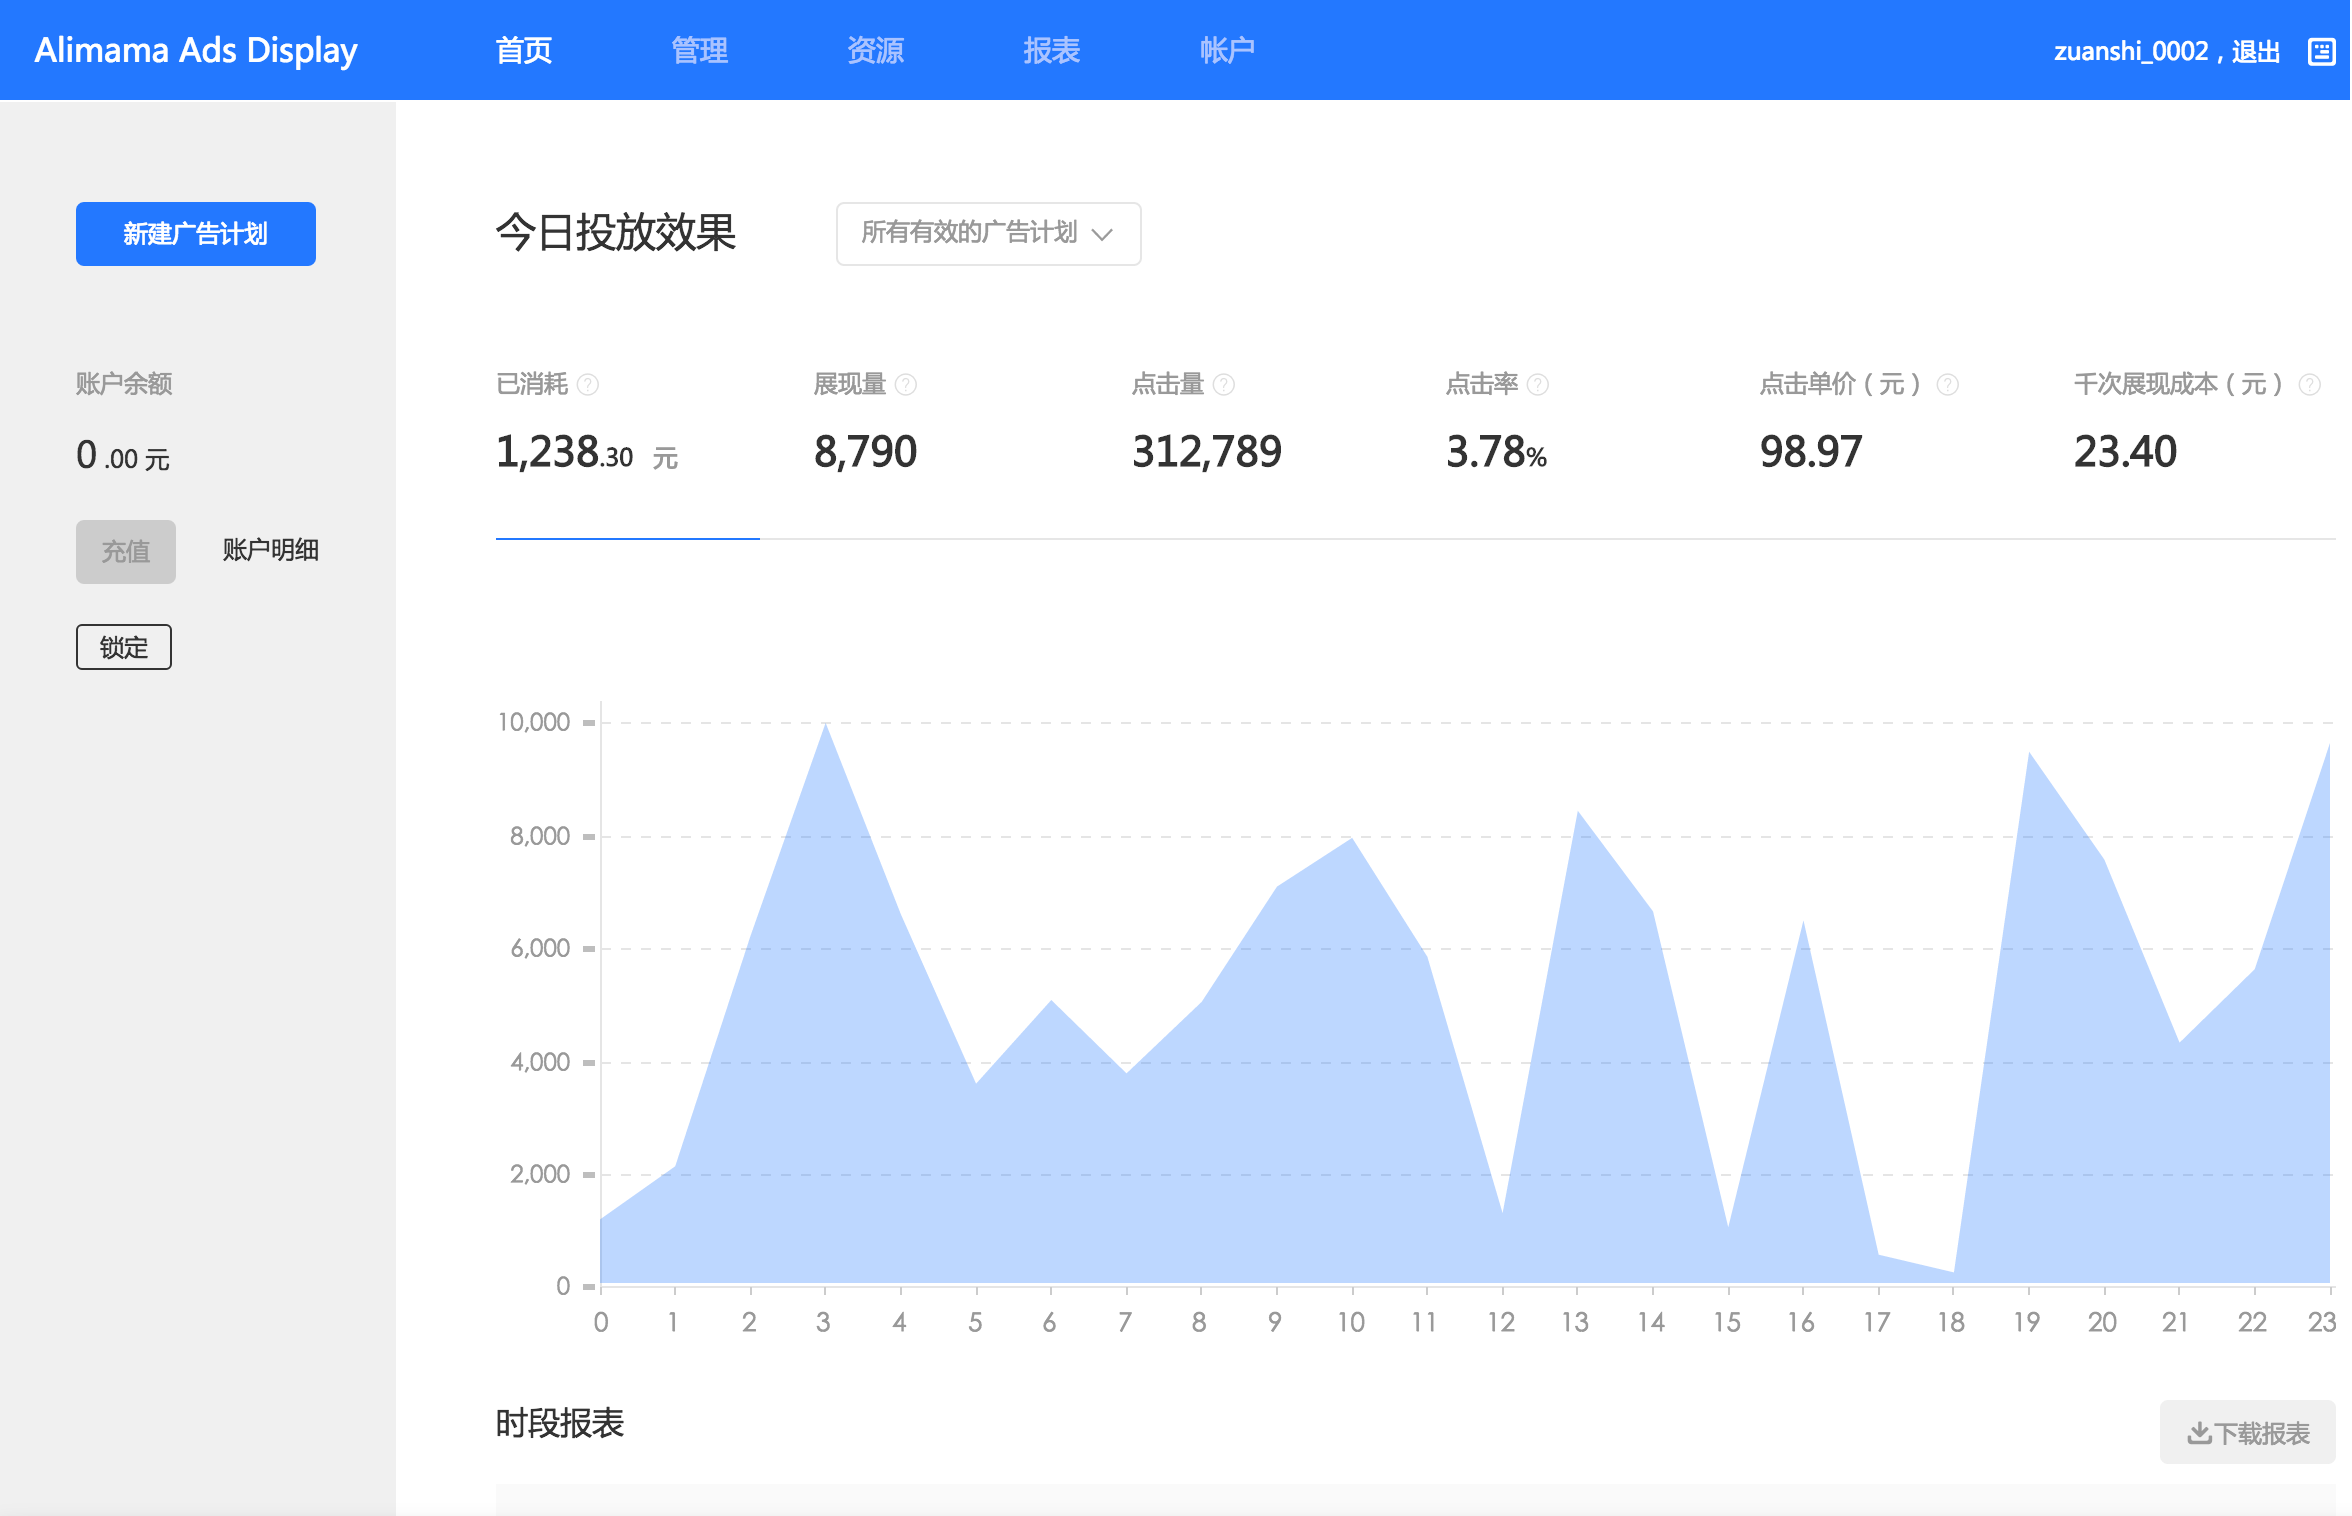 Alimama Ads Display 首页 管理 资源 报表 帐户 zuanshi_0002，退出
新建广告计划
账户余额
0 .00 元
充值 账户明细
锁定
今日投放效果 所有有效的广告计划
已消耗 ? 展现量 ? 点击量 ? 点击率 ? 点击单价（元） ? 千次展现成本（元） ?
1,238.30 元 8,790 312,789 3.78% 98.97 23.40
10,000
8,000
6,000
4,000
2,000
0
0 1 2 3 4 5 6 7 8 9 10 11 12 13 14 15 16 17 18 19 20 21 22 23
时段报表 下载报表